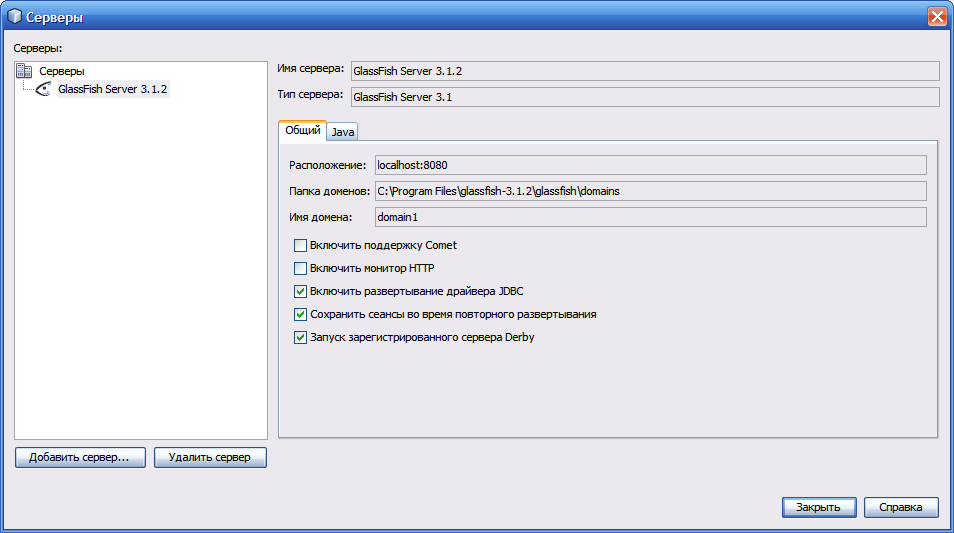 Серверы
Серверы:
Серверы
GlassFish Server 3.1.2
Имя сервера: GlassFish Server 3.1.2
Тип сервера: GlassFish Server 3.1
Общий Java
Расположение: localhost:8080
Папка доменов: C:\Program Files\glassfish-3.1.2\glassfish\domains
Имя домена: domain1
Включить поддержку Comet
Включить монитор HTTP
Включить развертывание драйвера JDBC
Сохранить сеансы во время повторного развертывания
Запуск зарегистрированного сервера Derby
Добавить сервер... Удалить сервер
Закрыть Справка